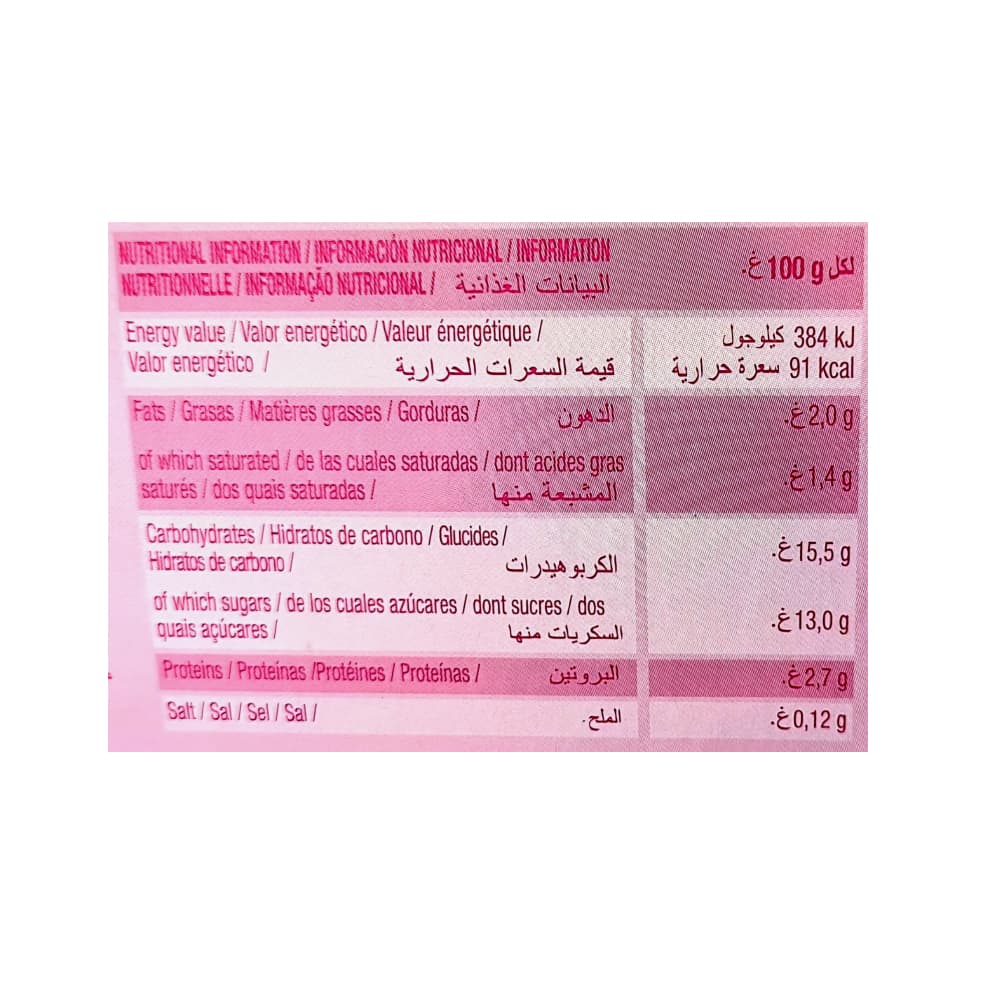 NUTRITIONAL INFORMATION / INFORMACIÓN NUTRICIONAL / INFORMATION
NUTRITIONNELLE / INFORMAÇÃO NUTRICIONAL / البيانات الغذائية
لكل 100 g غ.
Energy value / Valor energético / Valeur énergétique /
Valor energético / قيمة السعرات الحرارية
384 kJ كيلوجول
91 kcal سعرة حرارية
Fats / Grasas / Matières grasses / Gorduras / الدهون
2,0 g غ.
of which saturated / de las cuales saturadas / dont acides gras
saturés / dos quais saturadas / المشبعة منها
1,4 g غ.
Carbohydrates / Hidratos de carbono / Glucides /
Hidratos de carbono / الكربوهيدرات
15,5 g غ.
of which sugars / de los cuales azúcares / dont sucres / dos
quais açúcares / السكريات منها
13,0 g غ.
Proteins / Proteínas /Protéines / Proteínas / البروتين
2,7 g غ.
Salt / Sal / Sel / Sal / الملح.
0,12 g غ.